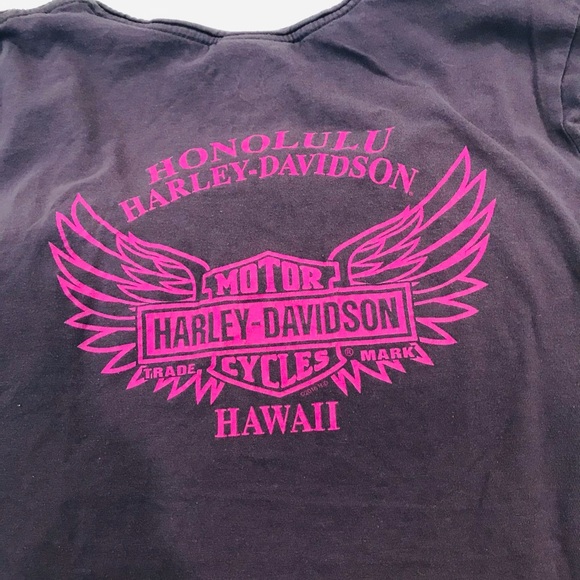 HONOLULU
HARLEY-DAVIDSON
MOTOR
HARLEY-DAVIDSON
TRADE CYCLES ® MARK
HAWAII